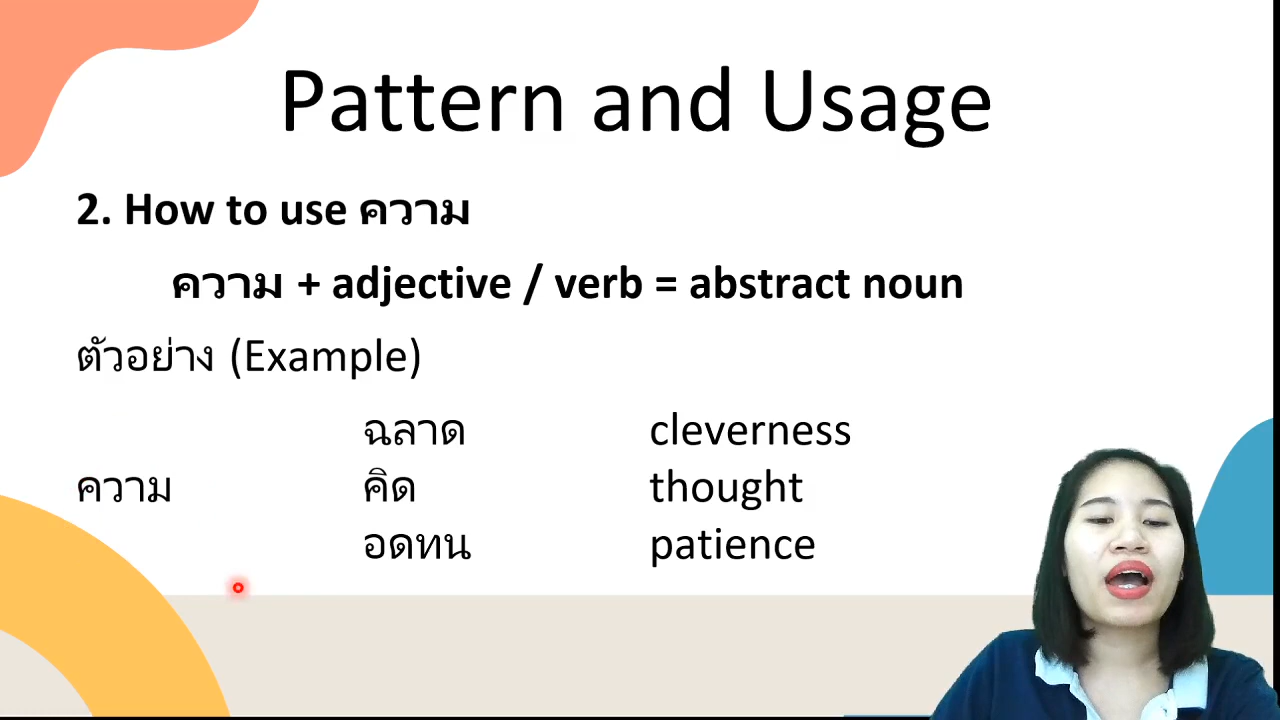 Pattern and Usage
2. How to use ความ
ความ + adjective / verb = abstract noun
ตัวอย่าง (Example)
ฉลาด cleverness
ความ คิด thought
อดทน patience